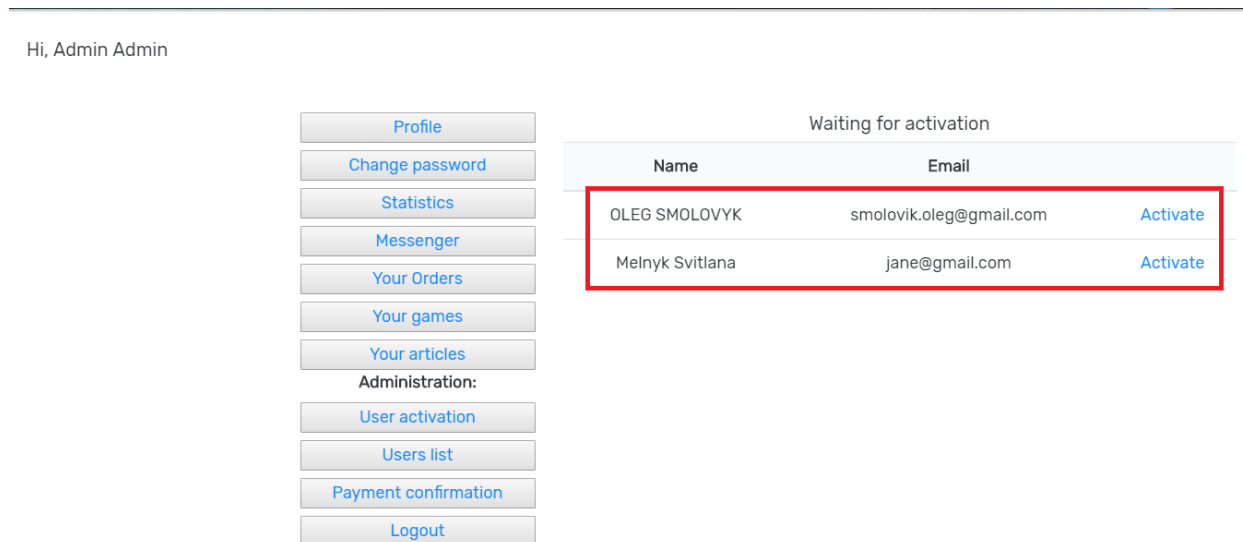 Hi, Admin Admin
Profile
Change password
Statistics
Messenger
Your Orders
Your games
Your articles
Administration:
User activation
Users list
Payment confirmation
Logout
Waiting for activation
Name Email
OLEG SMOLOVYK smolovik.oleg@gmail.com Activate
Melnyk Svitlana jane@gmail.com Activate